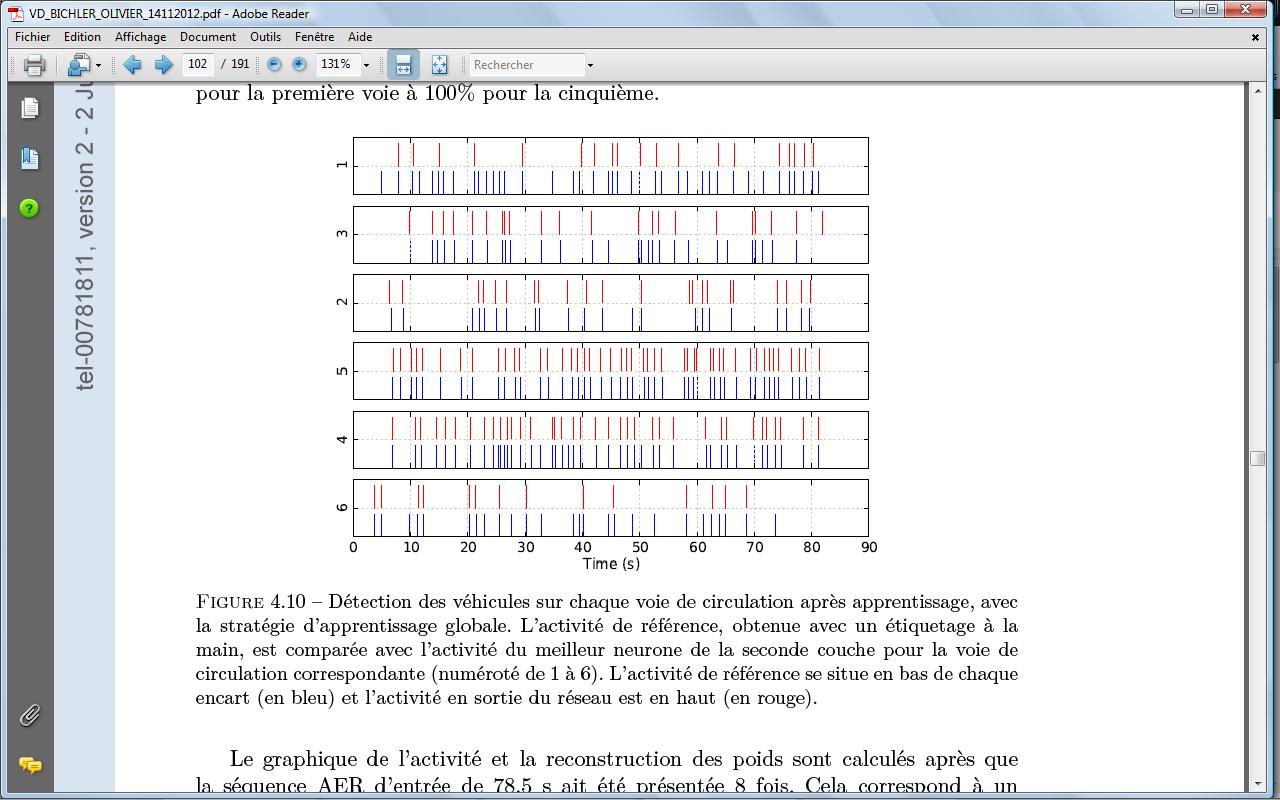 VD_BICHLER_OLIVIER_14112012.pdf - Adobe Reader
Fichier Edition Affichage Document Outils Fenêtre Aide
102 / 191 131% Rechercher
tel-00781811, version 2 - 2 Ju
pour la première voie à 100% pour la cinquième.
1
3
2
5
4
6
0 10 20 30 40 50 60 70 80 90
Time (s)
FIGURE 4.10 – Détection des véhicules sur chaque voie de circulation après apprentissage, avec
la stratégie d'apprentissage globale. L'activité de référence, obtenue avec un étiquetage à la
main, est comparée avec l'activité du meilleur neurone de la seconde couche pour la voie de
circulation correspondante (numéroté de 1 à 6). L'activité de référence se situe en bas de chaque
encart (en bleu) et l'activité en sortie du réseau est en haut (en rouge).
Le graphique de l'activité et la reconstruction des poids sont calculés après que
la séquence AER d'entrée de 78.5 s ait été présentée 8 fois. Cela correspond à un